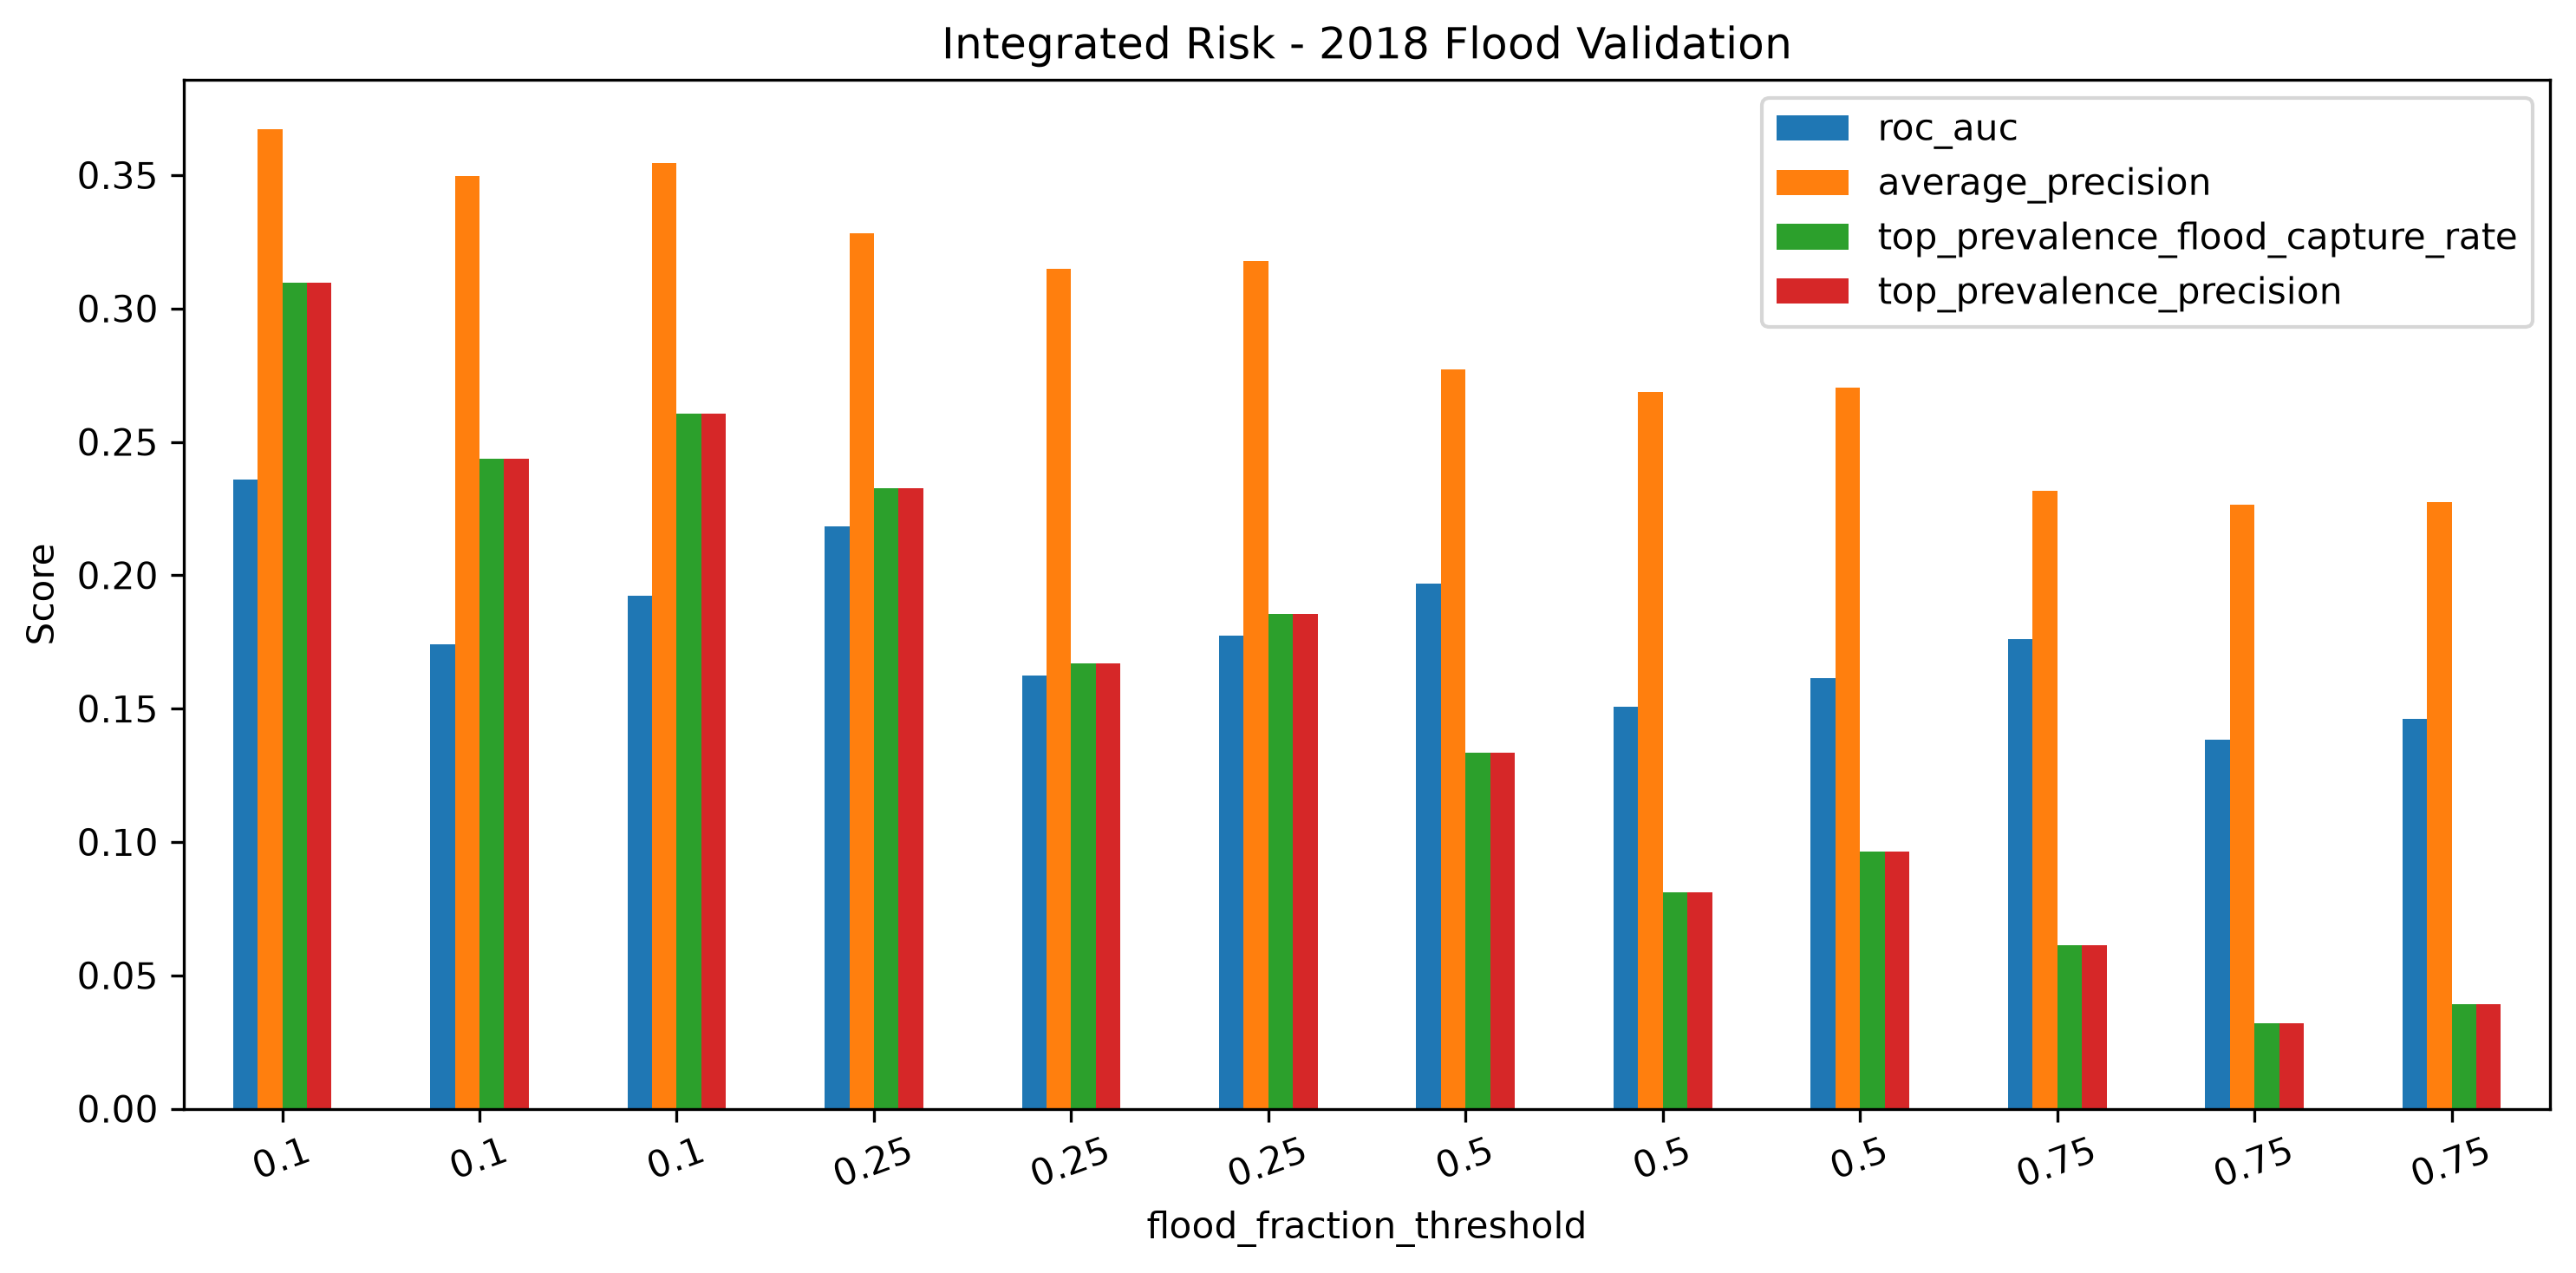 Integrated Risk - 2018 Flood Validation
roc_auc
average_precision
top_prevalence_flood_capture_rate
top_prevalence_precision
0.35
0.30
0.25
0.20
0.15
0.10
0.05
0.00
Score
0.1 0.1 0.1 0.25 0.25 0.25 0.5 0.5 0.5 0.75 0.75 0.75
flood_fraction_threshold